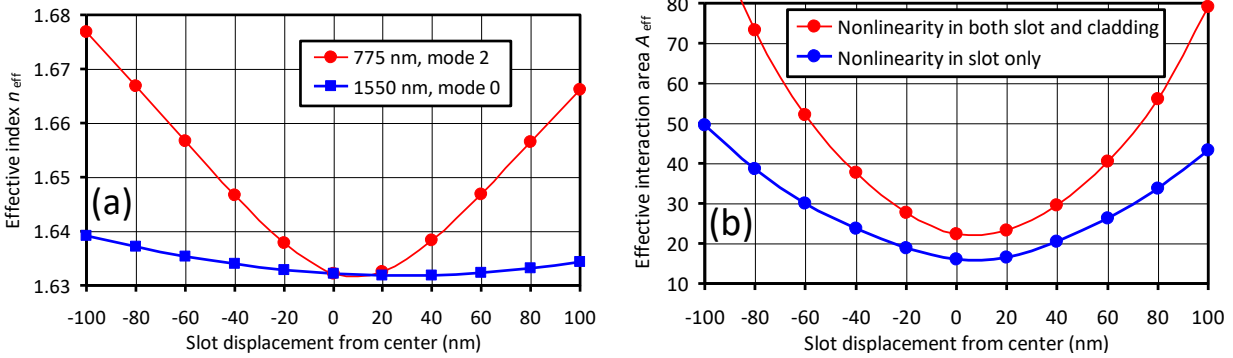 1.68
1.67
1.66
1.65
1.64
1.63
Effective index n eff
775 nm, mode 2
1550 nm, mode 0
(a)
-100 -80 -60 -40 -20 0 20 40 60 80 100
Slot displacement from center (nm)
80
70
60
50
40
30
20
10
Effective interaction area A eff
Nonlinearity in both slot and cladding
Nonlinearity in slot only
(b)
-100 -80 -60 -40 -20 0 20 40 60 80 100
Slot displacement from center (nm)